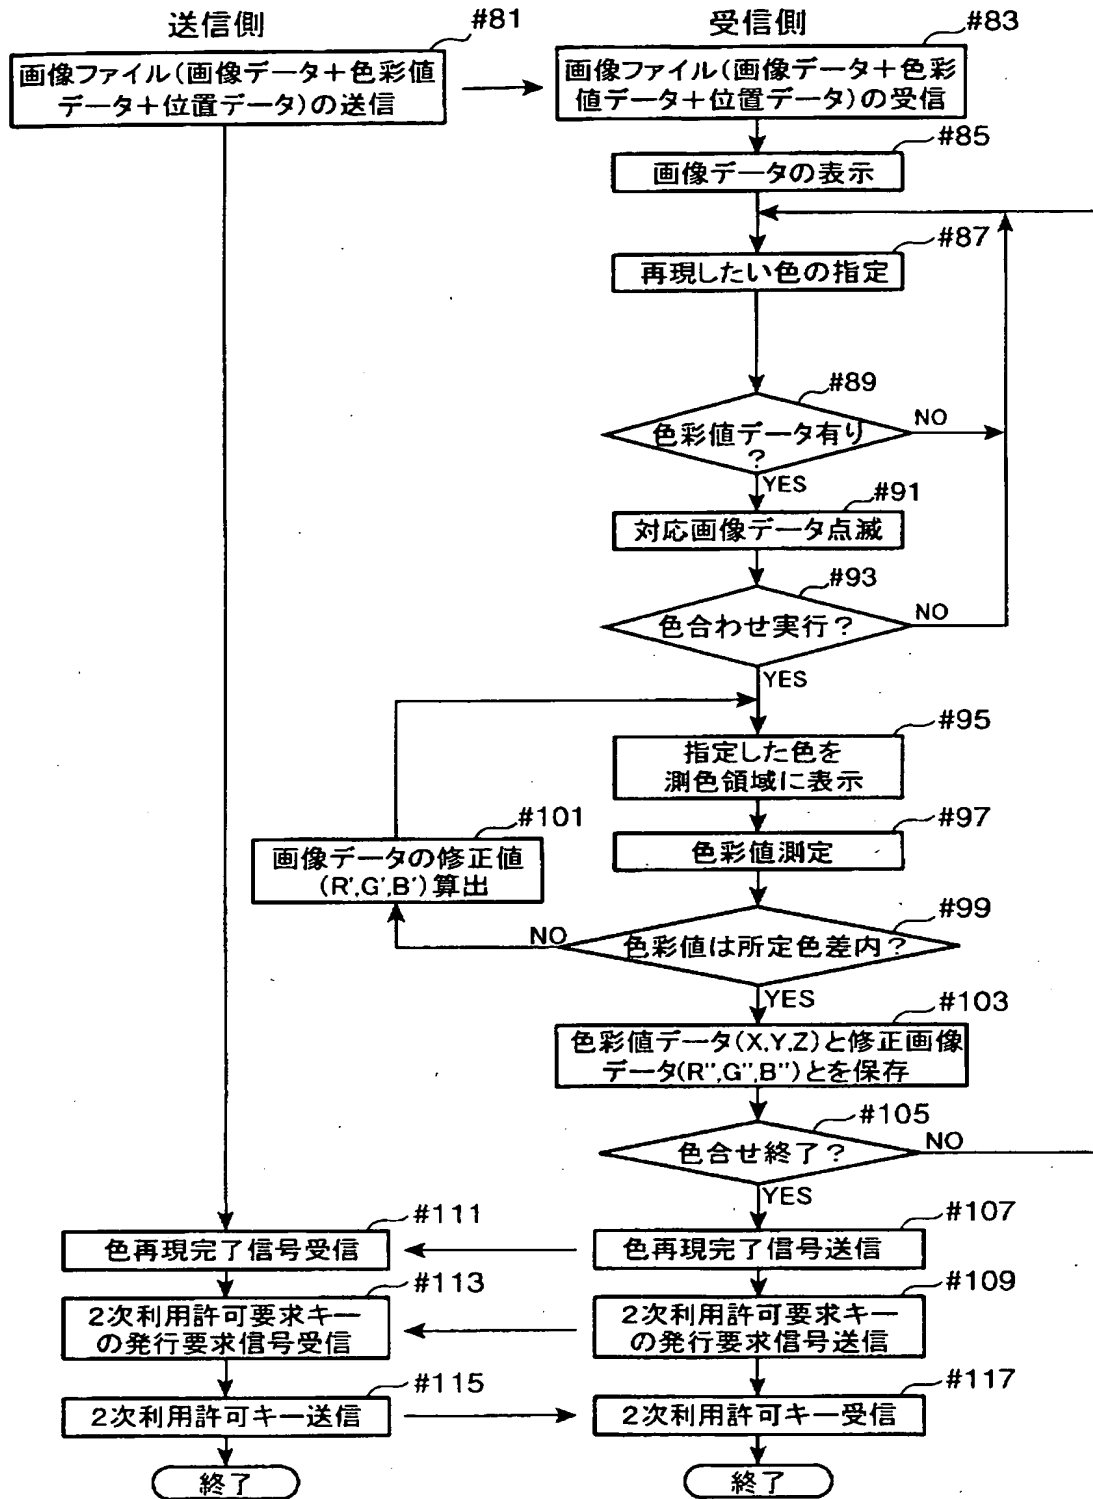 送信側
#81
画像ファイル(画像データ+色彩値
データ+位置データ)の送信
受信側
#83
画像ファイル(画像データ+色彩
値データ+位置データ)の受信
#85
画像データの表示
#87
再現したい色の指定
#89
色彩値データ有り
?
NO
YES
#91
対応画像データ点滅
#93
色合わせ実行?
NO
YES
#95
指定した色を
測色領域に表示
#97
色彩値測定
#101
画像データの修正値
(R',G',B')算出
#99
色彩値は所定色差内?
NO
YES
#103
色彩値データ(X,Y,Z)と修正画像
データ(R'',G'',B'')とを保存
#105
色合せ終了?
NO
YES
#111
色再現完了信号受信
#107
色再現完了信号送信
#113
2次利用許可要求キー
の発行要求信号受信
#109
2次利用許可要求キー
の発行要求信号送信
#115
2次利用許可キー送信
#117
2次利用許可キー受信
終了
終了